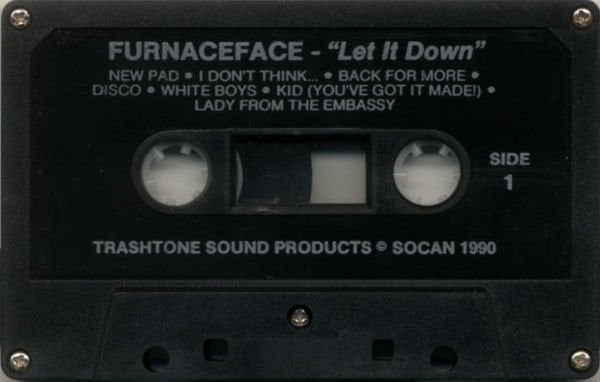 FURNACEFACE - "Let It Down"
NEW PAD • I DON'T THINK... • BACK FOR MORE •
DISCO • WHITE BOYS • KID (YOU'VE GOT IT MADE!) •
LADY FROM THE EMBASSY
SIDE
1
TRASHTONE SOUND PRODUCTS © SOCAN 1990